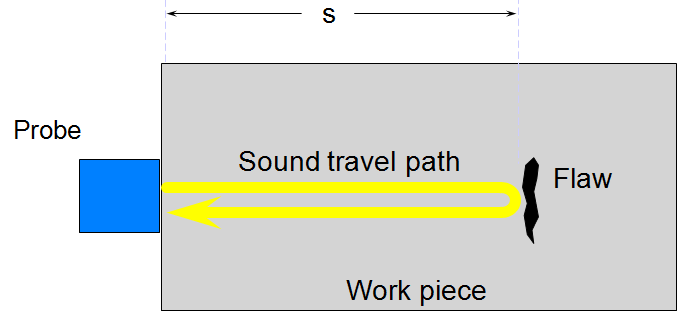 s
Probe
Sound travel path
Flaw
Work piece